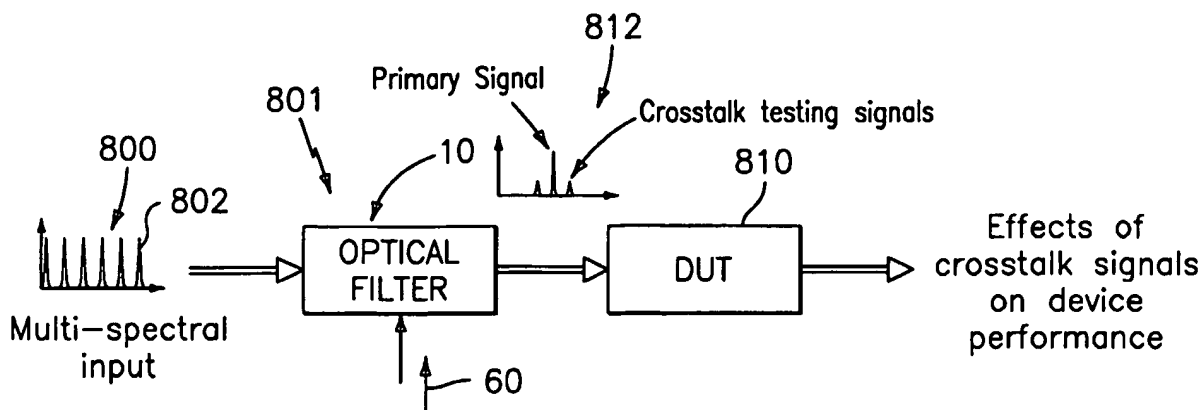 812
Primary Signal
801
Crosstalk testing signals
800
10
810
802
OPTICAL
FILTER
DUT
Effects of
crosstalk signals
on device
performance
Multi-spectral
input
60